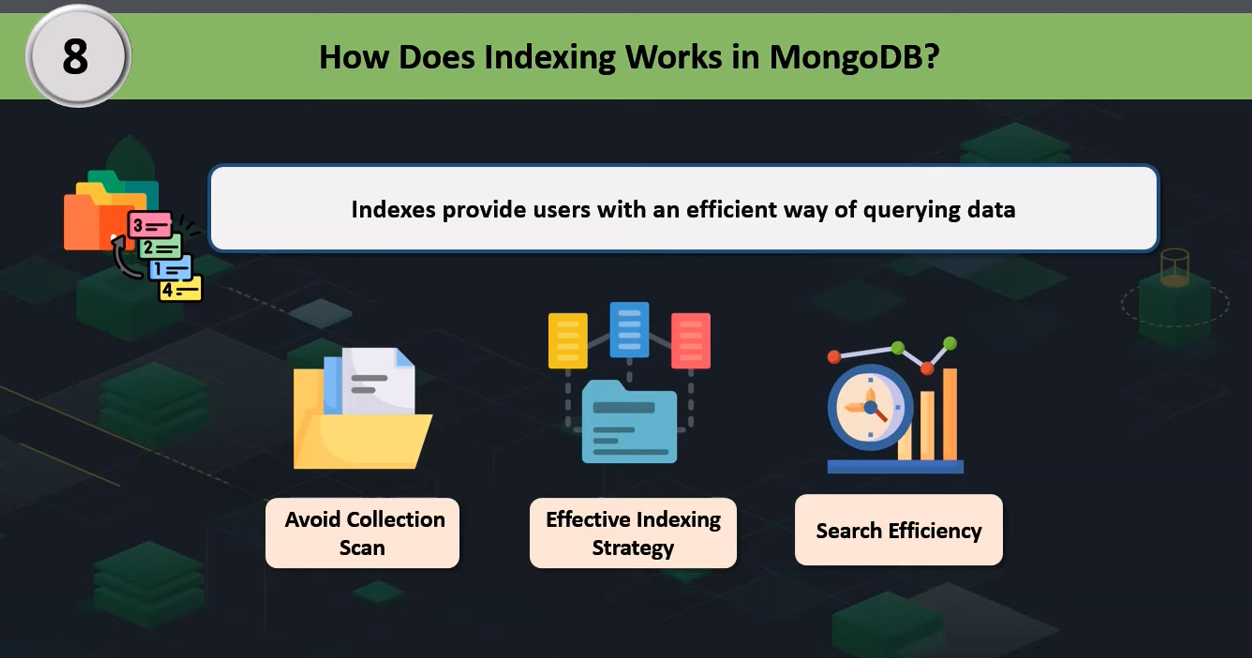 8
How Does Indexing Works in MongoDB?
Indexes provide users with an efficient way of querying data
3
2
1
4
Avoid Collection
Scan
Effective Indexing
Strategy
Search Efficiency